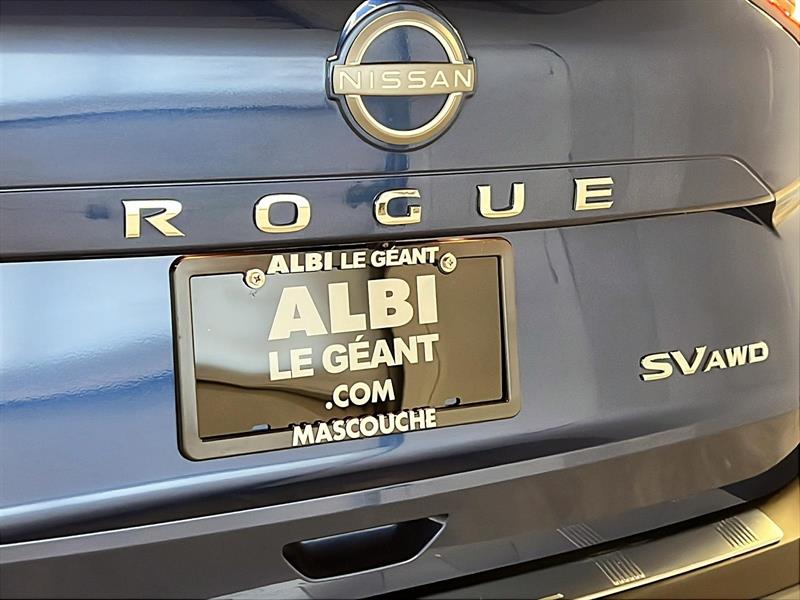 NISSAN
ROGUE
ALBI LE GÉANT
ALBI
LE GÉANT
.COM
MASCOUCHE
SV AWD